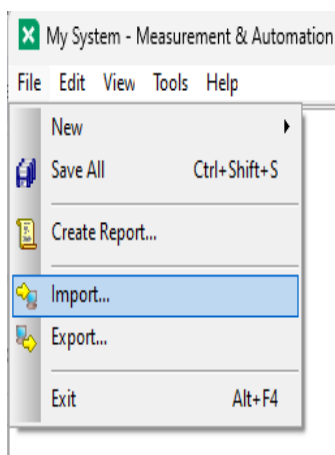 My System - Measurement & Automation
File Edit View Tools Help
New
Save All Ctrl+Shift+S
Create Report...
Import...
Export...
Exit Alt+F4